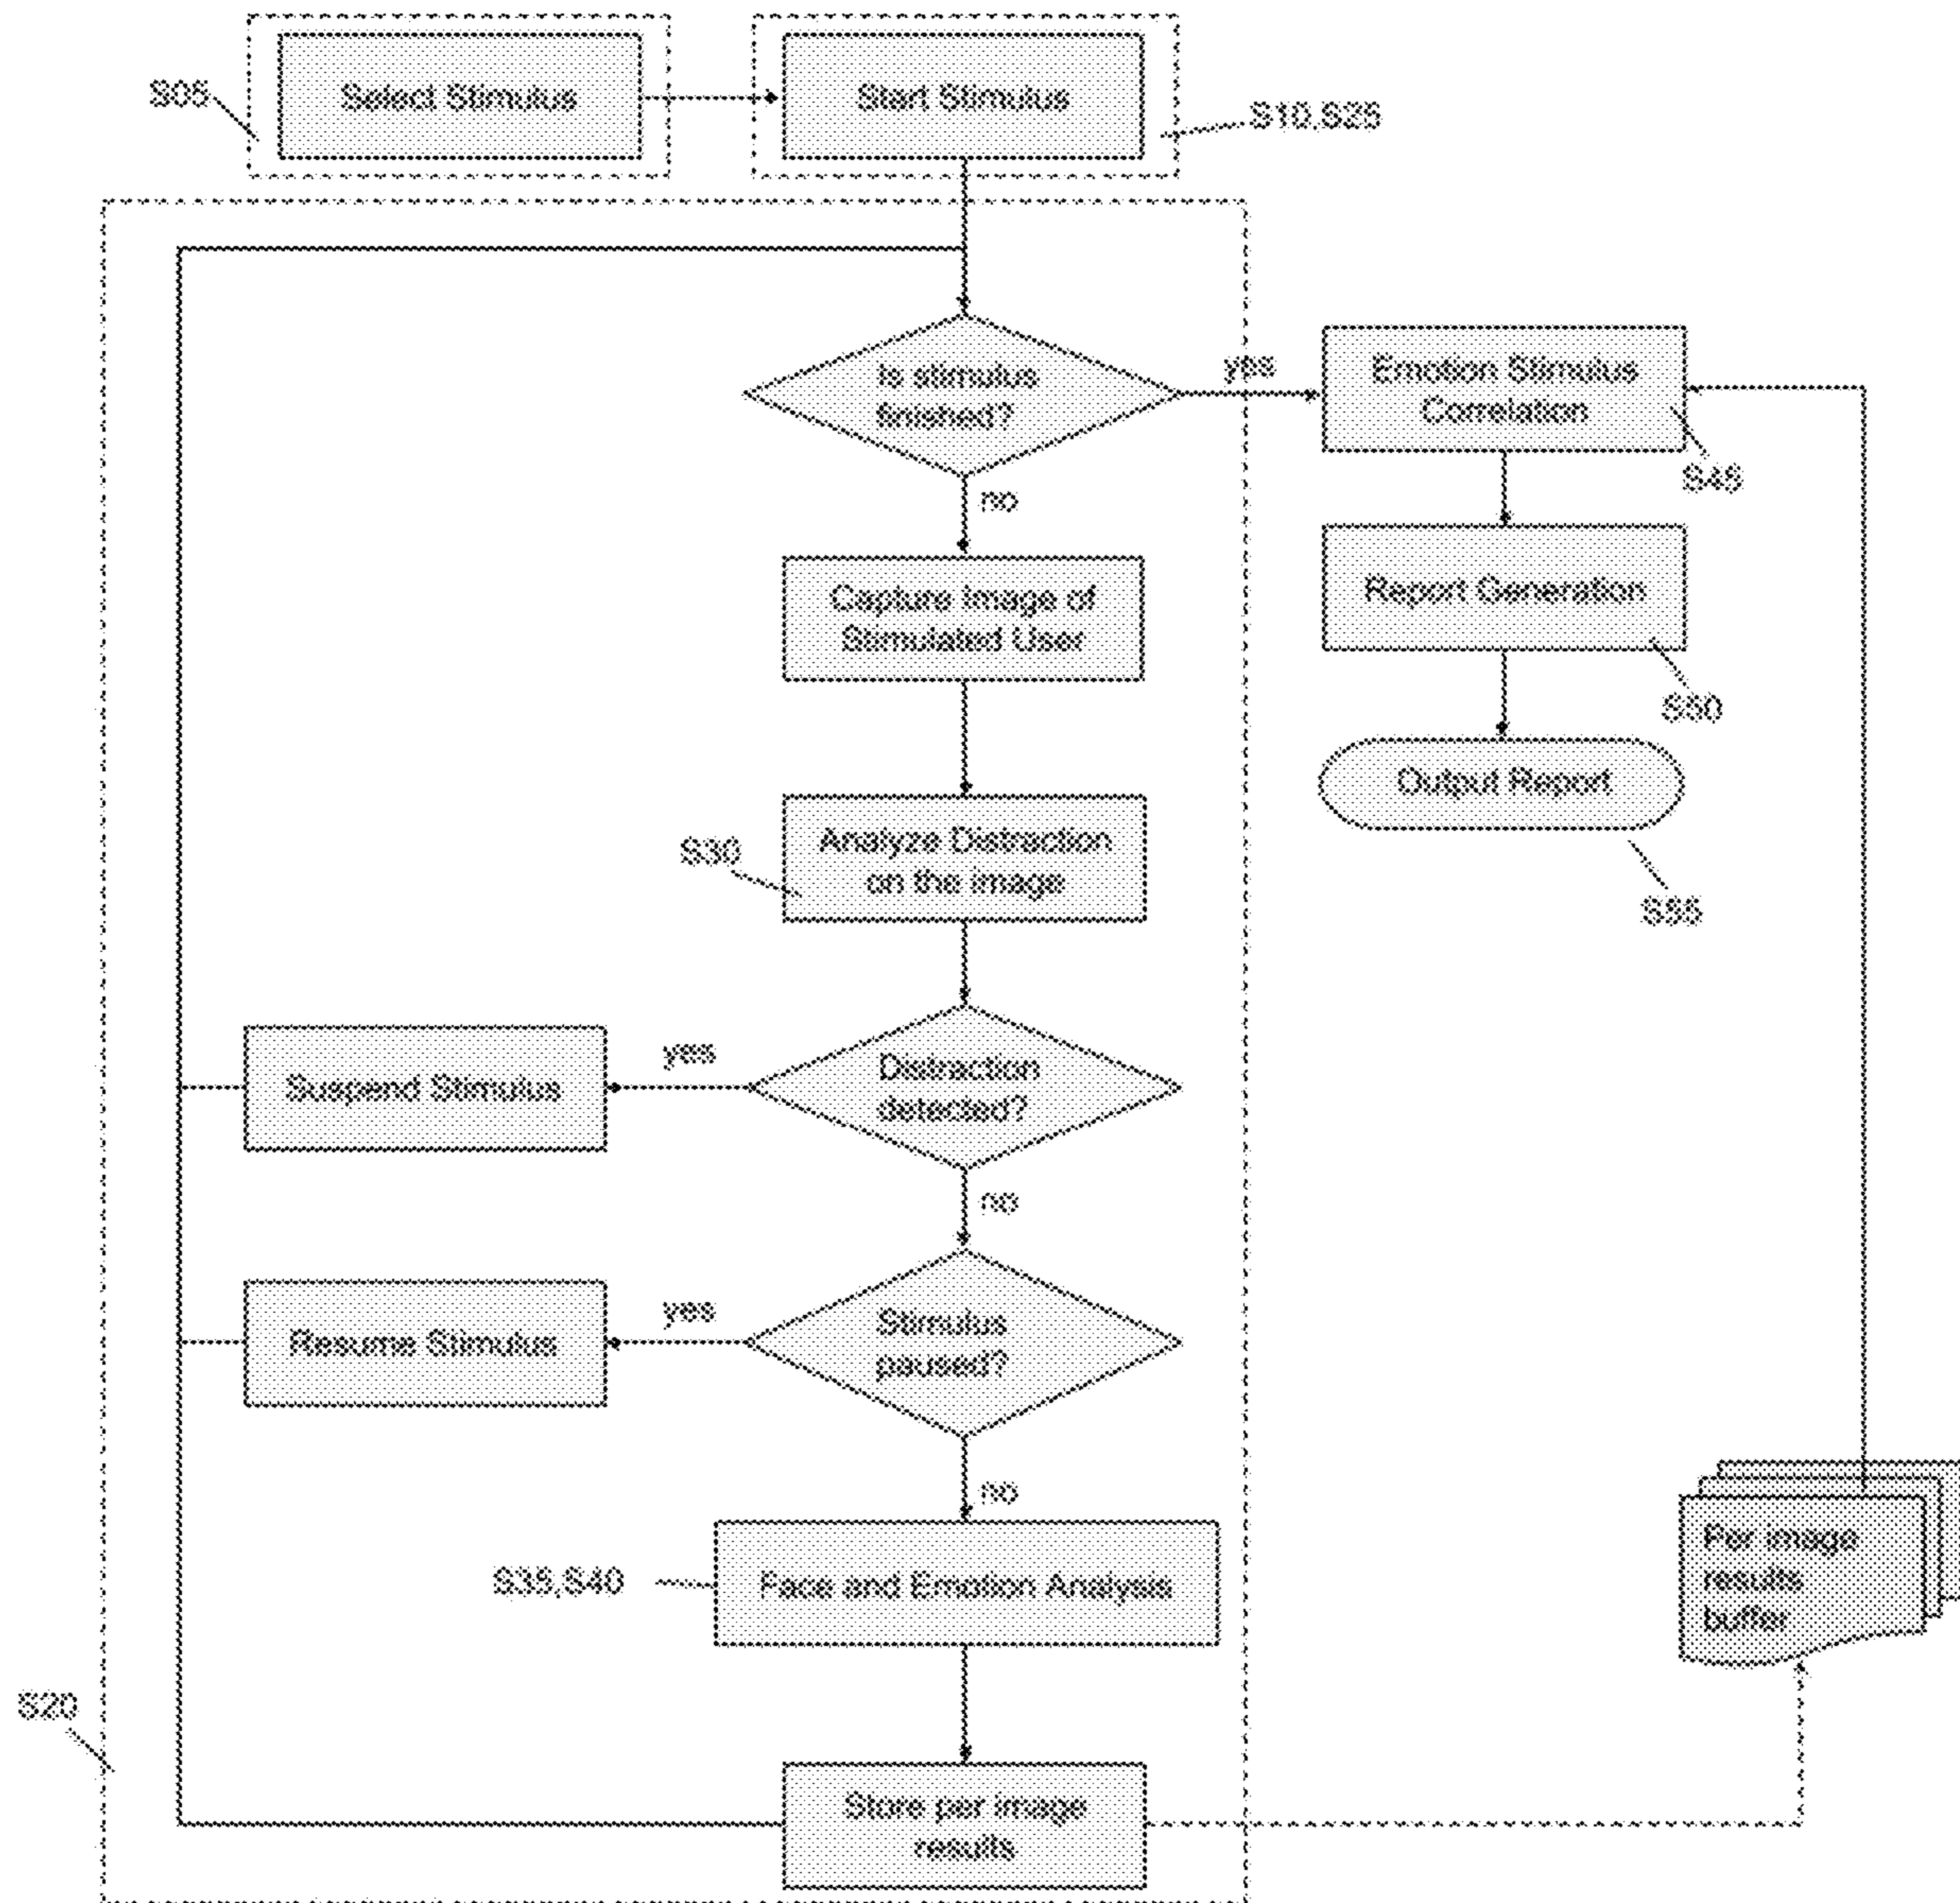 Select Stimulus
Start Stimulus
S05
S10,S25
Is stimulus
finished?
yes
no
Emotion Stimulus
Correlation
S45
Capture Image of
Stimulated User
Report Generation
S50
Output Report
S55
S30
Analyze Distraction
on the image
Distraction
detected?
yes
Suspend Stimulus
no
Stimulus
paused?
yes
Resume Stimulus
no
S35,S40
Face and Emotion Analysis
Per image
results
buffer
S20
Store per image
results